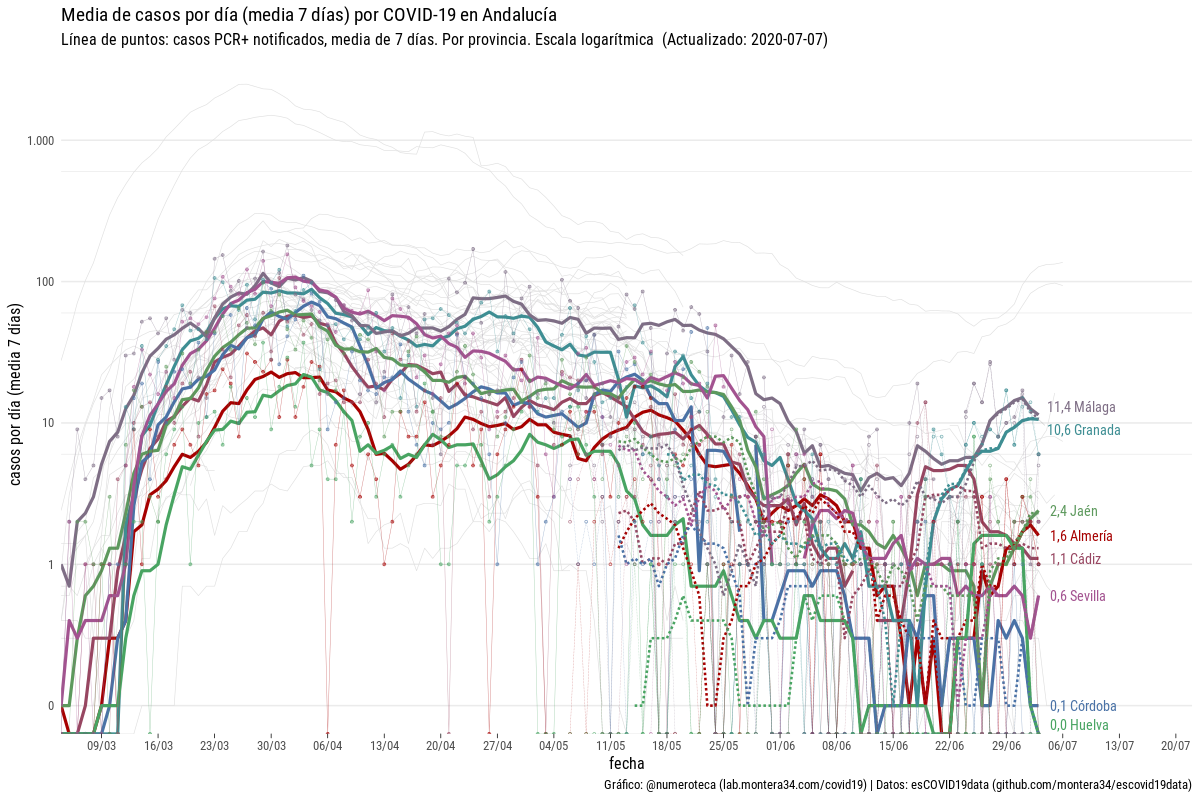 Media de casos por día (media 7 días) por COVID-19 en Andalucía
Línea de puntos: casos PCR+ notificados, media de 7 días. Por provincia. Escala logarítmica (Actualizado: 2020-07-07)
casos por día (media 7 días)
1.000
100
10
1
0
11,4 Málaga
10,6 Granada
2,4 Jaén
1,6 Almería
1,1 Cádiz
0,6 Sevilla
0,1 Córdoba
0,0 Huelva
09/03 16/03 23/03 30/03 06/04 13/04 20/04 27/04 04/05 11/05 18/05 25/05 01/06 08/06 15/06 22/06 29/06 06/07 13/07 20/07
fecha
Gráfico: @numeroteca (lab.montera34.com/covid19) | Datos: esCOVID19data (github.com/montera34/escovid19data)